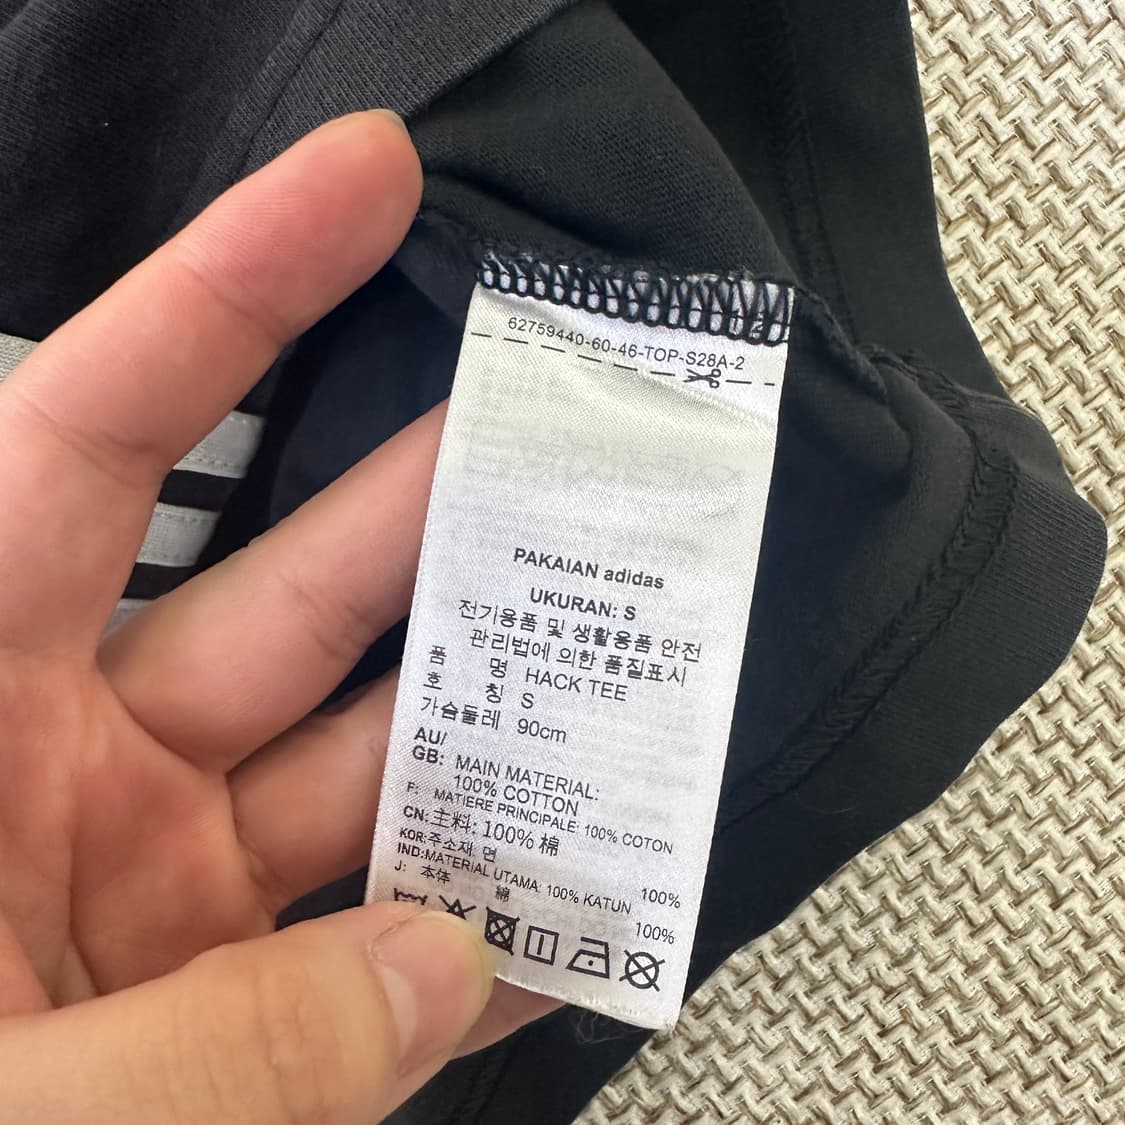 62759440-60-46-TOP-S28A-2
PAKAIAN adidas
UKURAN: S
전기용품 및 생활용품 안전
관리법에 의한 품질표시
품 명 HACK TEE
호 칭 S
가슴둘레 90cm
AU/
GB: MAIN MATERIAL:
100% COTTON
F: MATIERE PRINCIPALE: 100% COTON
CN: 主料: 100% 棉
KOR: 주소재: 면 100%
IND: MATERIAL UTAMA: 100% KATUN
J: 本体 綿 100%